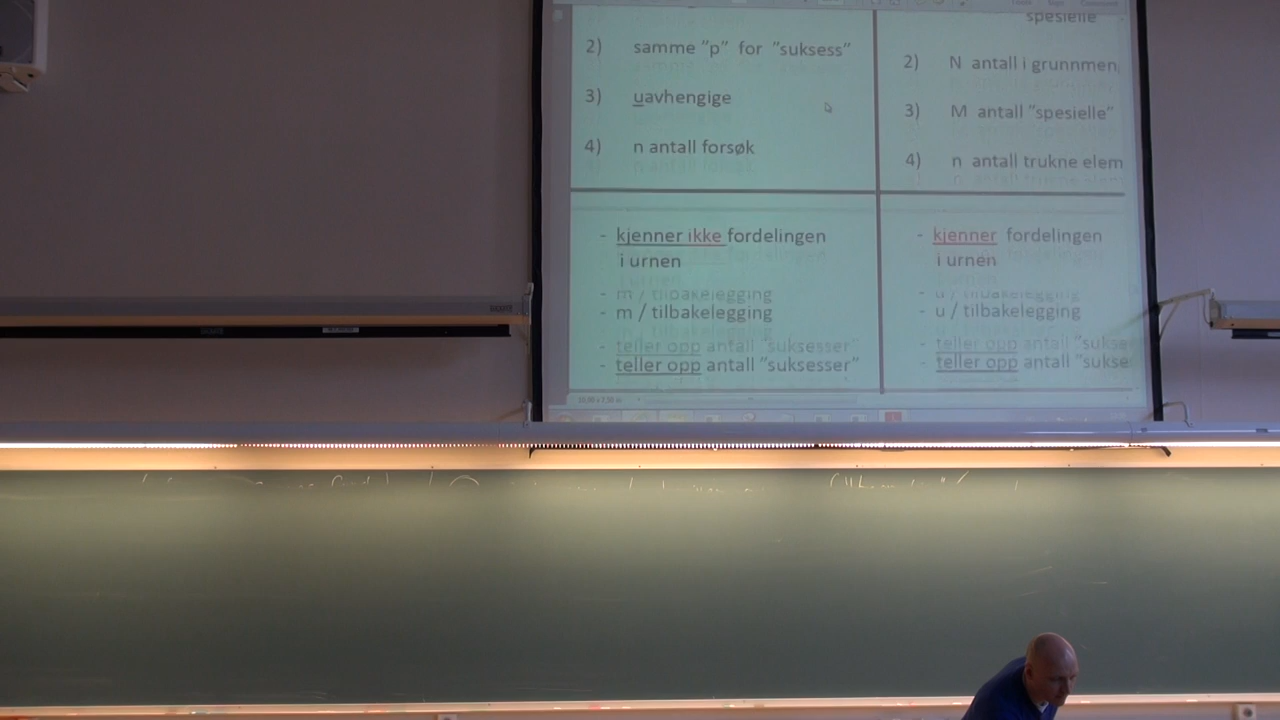 spesielle
2) samme "p" for "suksess"
3) uavhengige
4) n antall forsøk
2) N antall i grunnmen
3) M antall "spesielle"
4) n antall trukne elem
- kjenner ikke fordelingen
i urnen
- m / tilbakelegging
- teller opp antall "suksesser"
- kjenner fordelingen
i urnen
- u / tilbakelegging
- teller opp antall "sukse